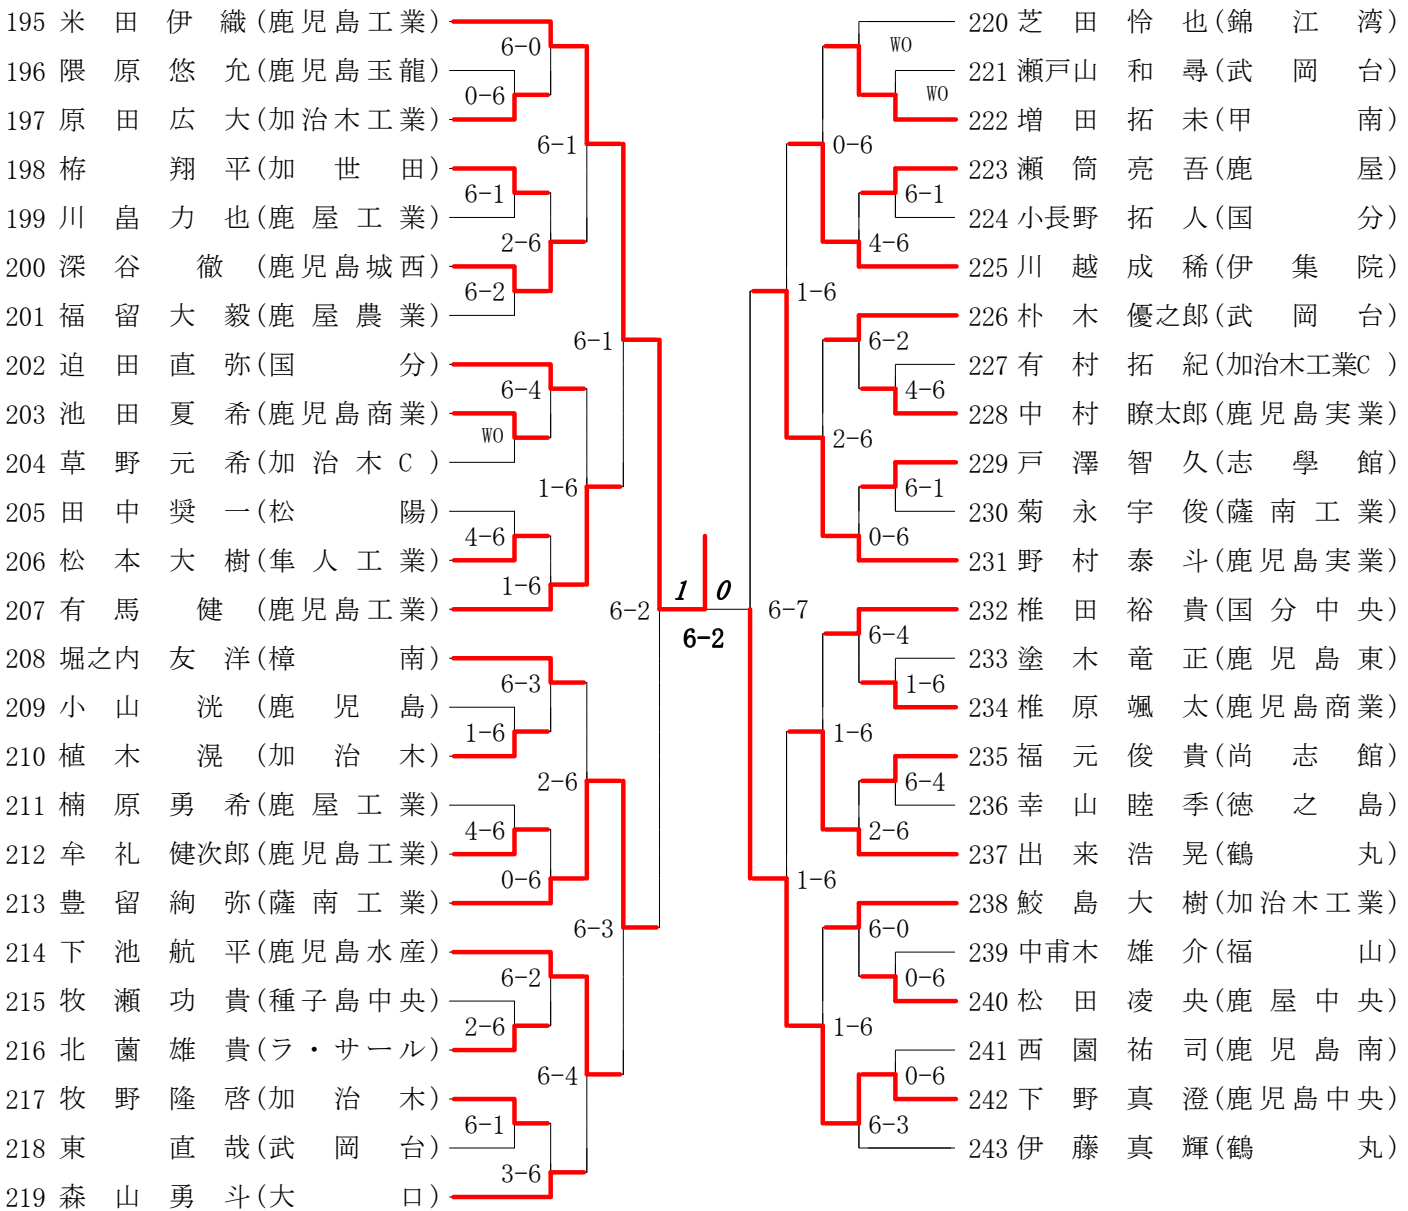 195 米田伊織(鹿児島工業)
196 隈原悠允(鹿児島玉龍)
197 原田広大(加治木工業)
198 栫翔平(加世田)
199 川畠力也(鹿屋工業)
200 深谷徹(鹿児島城西)
201 福留大毅(鹿屋農業)
202 迫田直弥(国分)
203 池田夏希(鹿児島商業)
204 草野元希(加治木C)
205 田中奨一(松陽)
206 松本大樹(隼人工業)
207 有馬健(鹿児島工業)
208 堀之内友洋(樟南)
209 小山洸(鹿児島)
210 植木滉(加治木)
211 楠原勇希(鹿屋工業)
212 牟礼健次郎(鹿児島工業)
213 豊留絢弥(薩南工業)
214 下池航平(鹿児島水産)
215 牧瀬功貴(種子島中央)
216 北薗雄貴(ラ・サール)
217 牧野隆啓(加治木)
218 東直哉(武岡台)
219 森山勇斗(大口)
6-0
0-6
6-1
6-1
2-6
6-2
6-1
6-4
WO
1-6
4-6
1-6
6-2
6-3
1-6
2-6
4-6
0-6
6-3
6-2
2-6
6-4
6-1
3-6
1 0
6-2
220 芝田怜也(錦江湾)
221 瀬戸山和尋(武岡台)
222 増田拓未(甲南)
223 瀬筒亮吾(鹿屋)
224 小長野拓人(国分)
225 川越成稀(伊集院)
226 朴木優之郎(武岡台)
227 有村拓紀(加治木工業C)
228 中村瞭太郎(鹿児島実業)
229 戸澤智久(志學館)
230 菊永宇俊(薩南工業)
231 野村泰斗(鹿児島実業)
232 椎田裕貴(国分中央)
233 塗木竜正(鹿児島東)
234 椎原颯太(鹿児島商業)
235 福元俊貴(尚志館)
236 幸山睦季(徳之島)
237 出来浩晃(鶴丸)
238 鮫島大樹(加治木工業)
239 中甫木雄介(福山)
240 松田凌央(鹿屋中央)
241 西園祐司(鹿児島南)
242 下野真澄(鹿児島中央)
243 伊藤真輝(鶴丸)
WO
WO
0-6
6-1
4-6
1-6
6-2
4-6
2-6
6-1
0-6
6-7
6-4
1-6
1-6
6-4
2-6
1-6
6-0
0-6
1-6
0-6
6-3